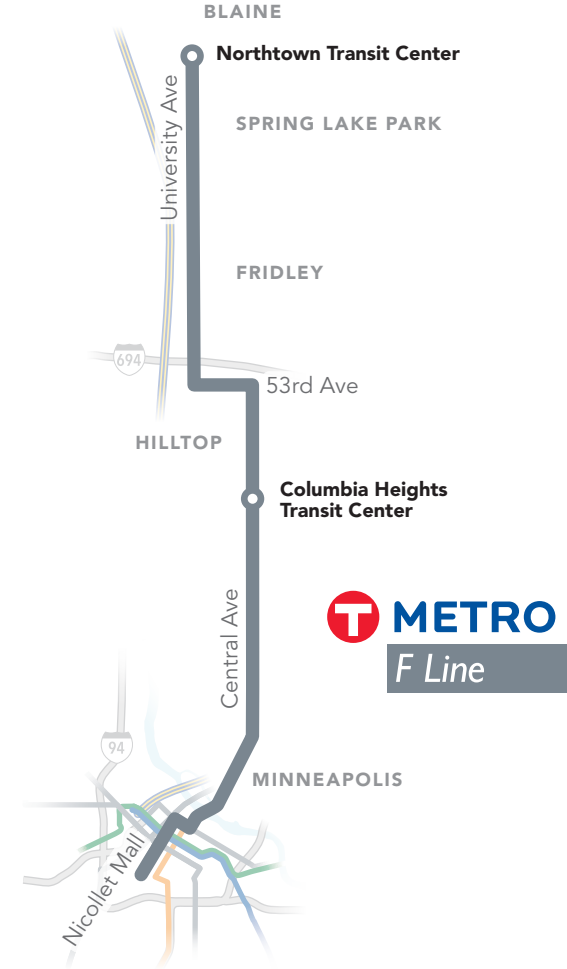 BLAINE
Northtown Transit Center
University Ave
SPRING LAKE PARK
FRIDLEY
694
53rd Ave
HILLTOP
Columbia Heights
Transit Center
Central Ave
T METRO
F Line
94
MINNEAPOLIS
Nicollet Mall